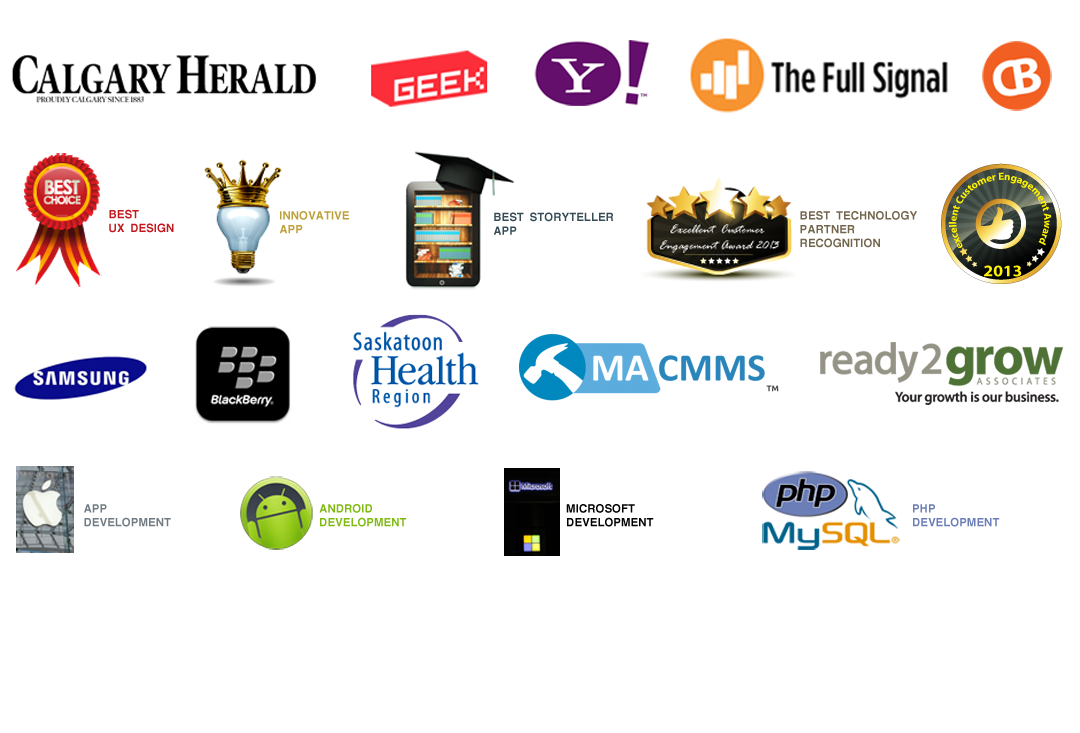 CALGARY HERALD
PROUDLY CALGARY SINCE 1883
GEEK
Y!
TM
The Full Signal
CB
BEST
CHOICE
BEST
UX DESIGN
INNOVATIVE
APP
BEST STORYTELLER
APP
Excellent Customer
Engagement Award 2013
BEST TECHNOLOGY
PARTNER
RECOGNITION
Excellent Customer Engagement Award
2013
SAMSUNG
BlackBerry.
Saskatoon
Health
Region
MACMMS
TM
ready2grow
ASSOCIATES
Your growth is our business.
APP
DEVELOPMENT
ANDROID
DEVELOPMENT
Microsoft
MICROSOFT
DEVELOPMENT
php
MySQL®
PHP
DEVELOPMENT